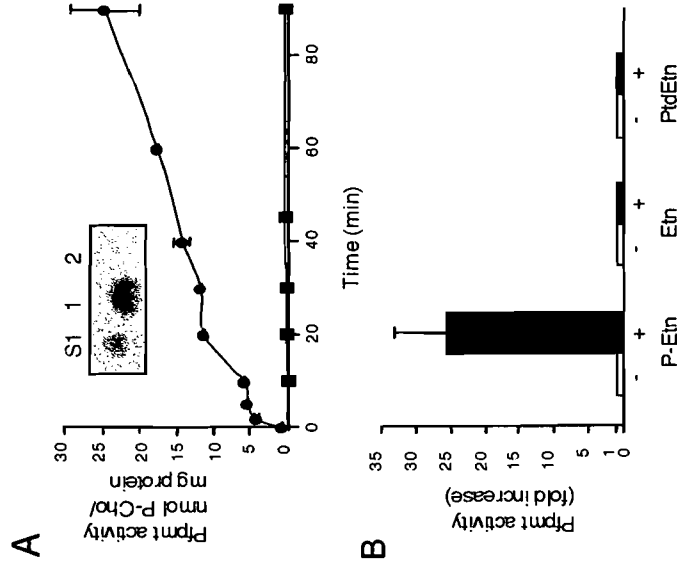 A
S1 1 2
Pfpmt activity
nmol P-Cho/
mg protein
30
25
20
15
10
5
0
0 20 40 60 80
Time (min)
B
Pfpmt activity
(fold increase)
35
30
25
20
15
10
5
1
0
- + - + - +
P-Etn Etn PtdEtn